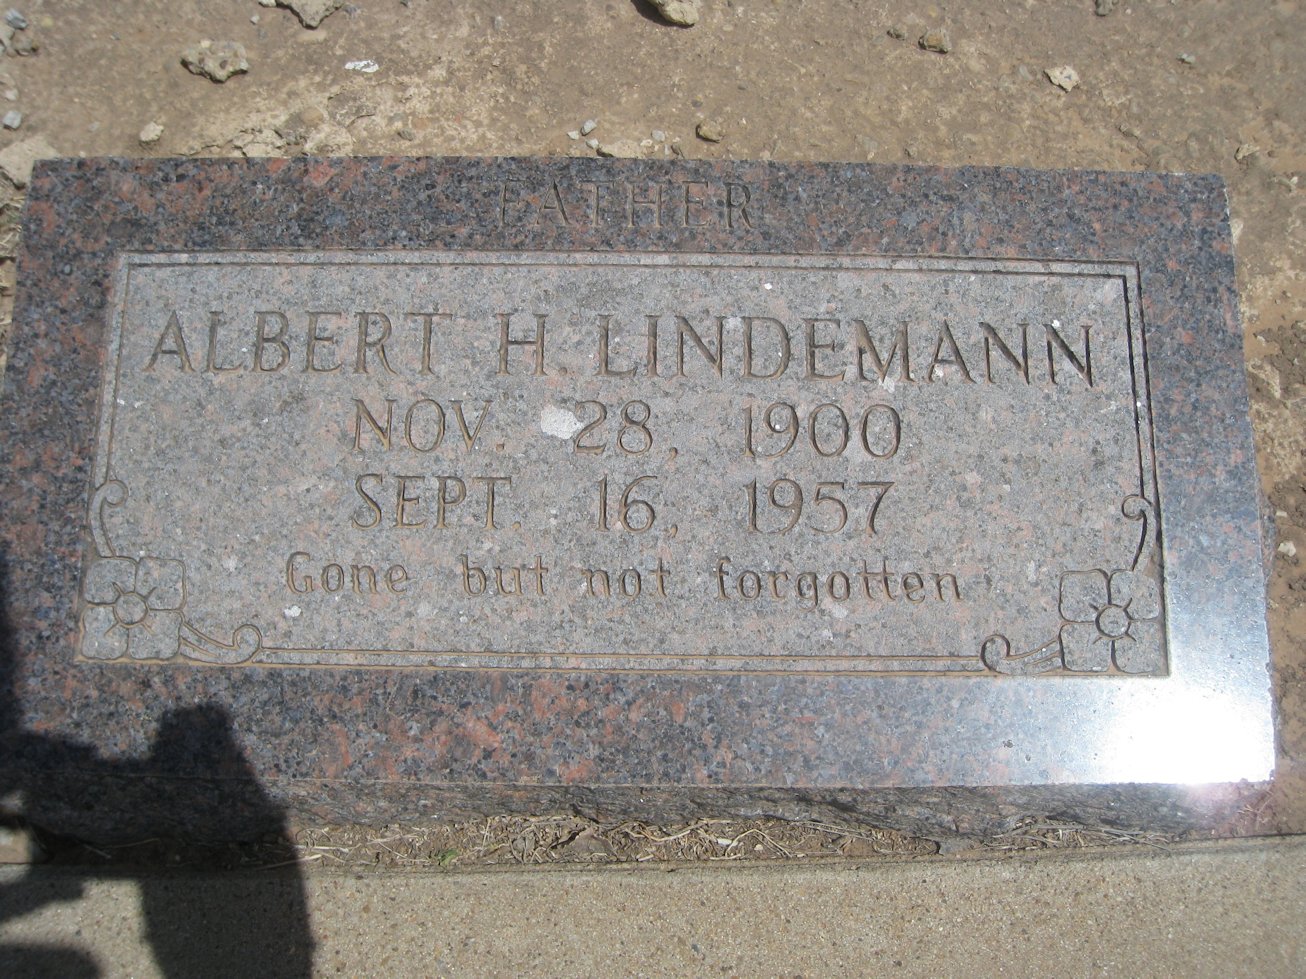 FATHER
ALBERT H. LINDEMANN
NOV. 28, 1900
SEPT. 16, 1957
Gone but not forgotten